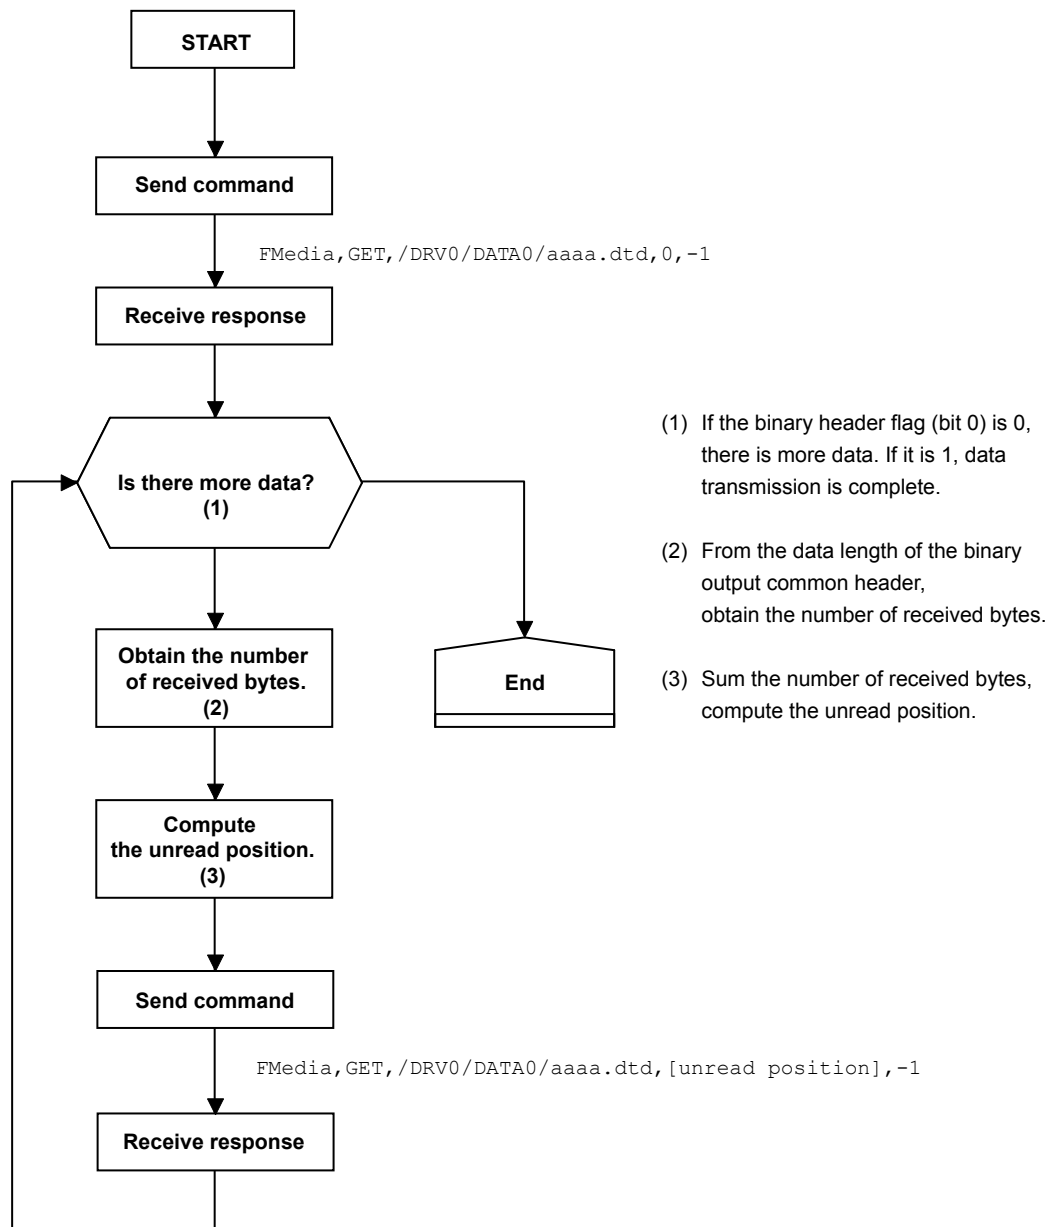 START
Send command
FMedia,GET,/DRV0/DATA0/aaaa.dtd,0,-1
Receive response
Is there more data?
(1)
Obtain the number
of received bytes.
(2)
Compute
the unread position.
(3)
Send command
FMedia,GET,/DRV0/DATA0/aaaa.dtd,[unread position],-1
Receive response
End
(1) If the binary header flag (bit 0) is 0,
there is more data. If it is 1, data
transmission is complete.
(2) From the data length of the binary
output common header,
obtain the number of received bytes.
(3) Sum the number of received bytes,
compute the unread position.